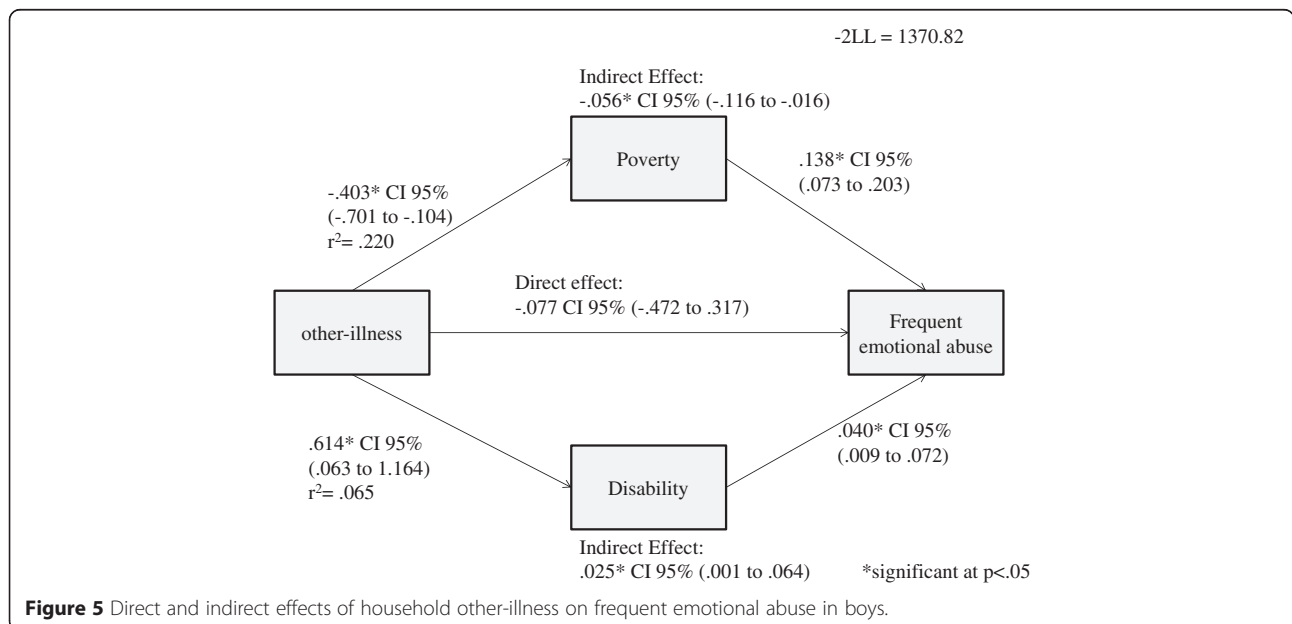 -2LL = 1370.82
Indirect Effect:
-.056* CI 95% (-.116 to -.016)
Poverty
.138* CI 95%
(.073 to .203)
-.403* CI 95%
(-.701 to -.104)
r²= .220
Direct effect:
-.077 CI 95% (-.472 to .317)
other-illness
Frequent
emotional abuse
.614* CI 95%
(.063 to 1.164)
r²= .065
.040* CI 95%
(.009 to .072)
Disability
Indirect Effect:
.025* CI 95% (.001 to .064)
*significant at p<.05
Figure 5 Direct and indirect effects of household other-illness on frequent emotional abuse in boys.